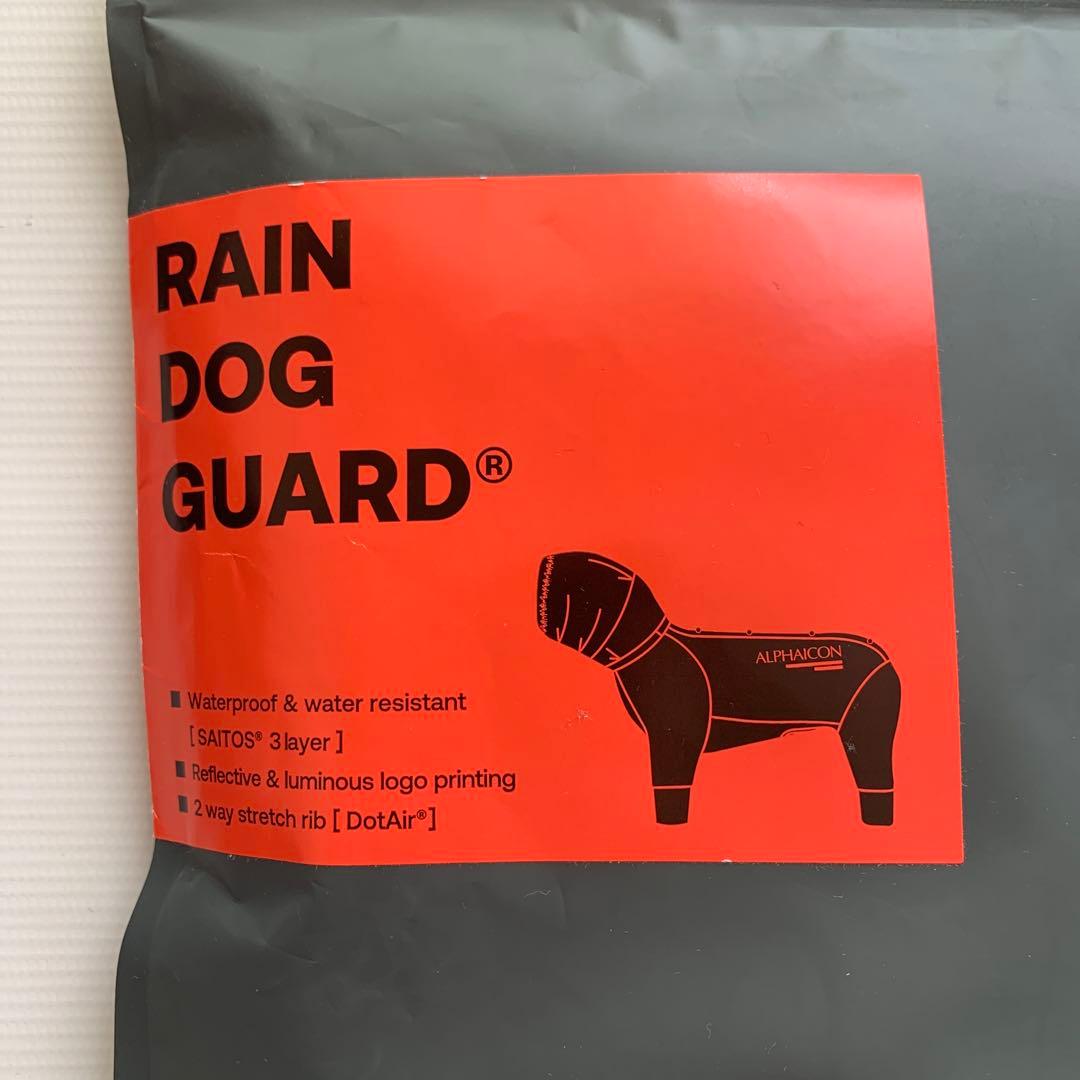 RAIN
DOG
GUARD®
ALPHAICON
■ Waterproof & water resistant
[ SAITOS® 3 layer ]
■ Reflective & luminous logo printing
■ 2 way stretch rib [ DotAir® ]